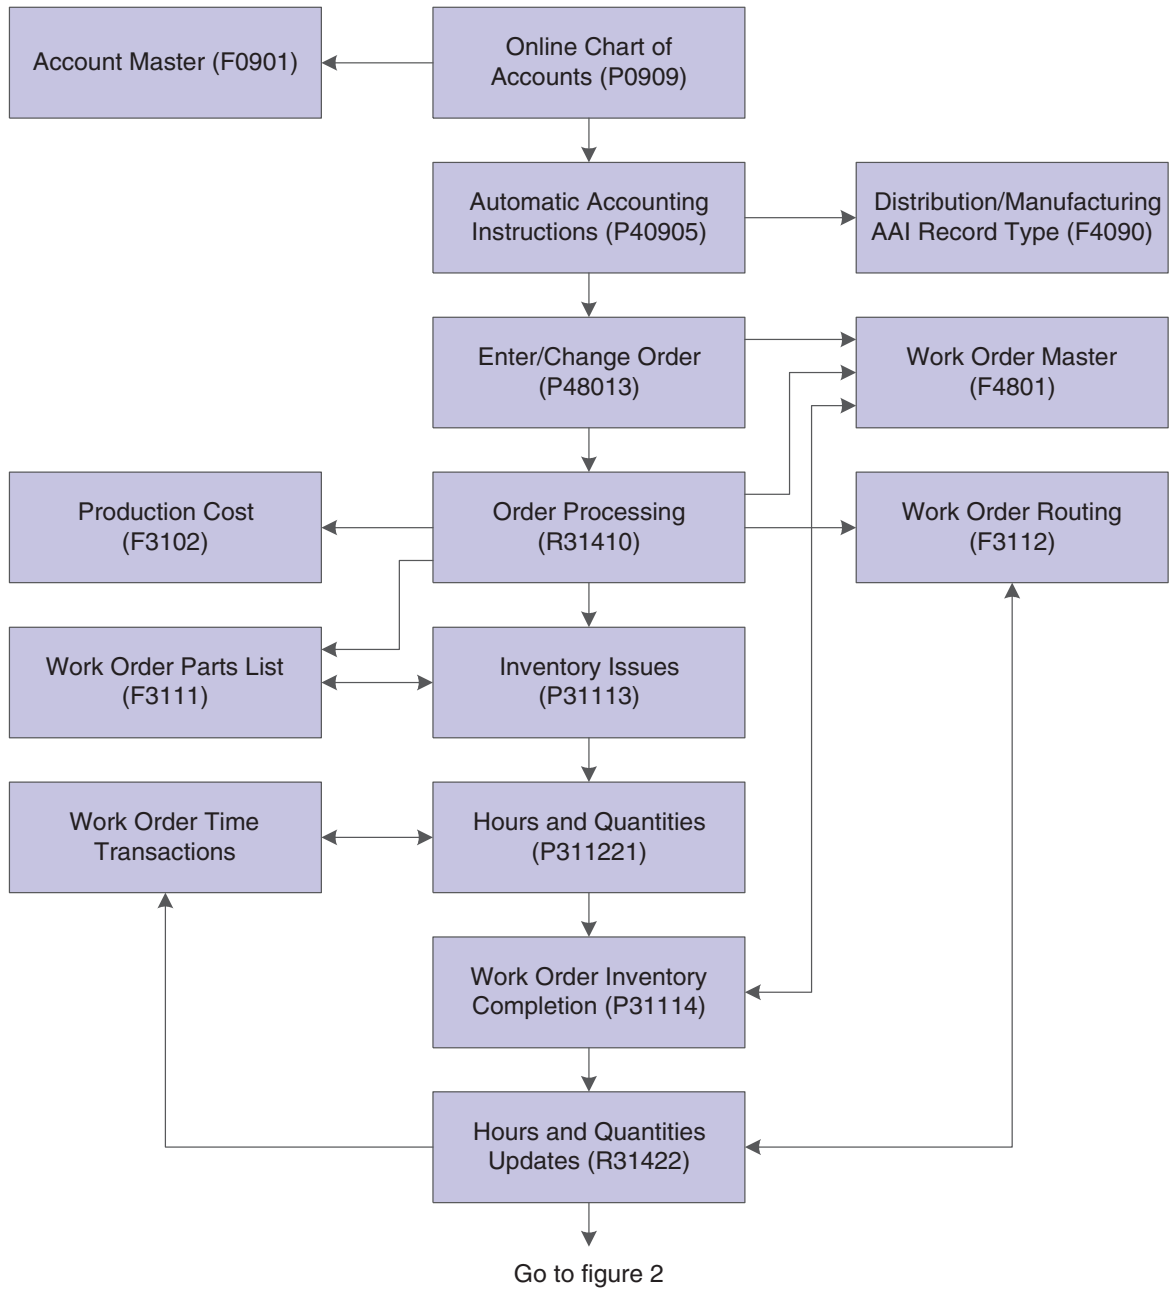 Account Master (F0901)
Online Chart of
Accounts (P0909)
Automatic Accounting
Instructions (P40905)
Distribution/Manufacturing
AAI Record Type (F4090)
Enter/Change Order
(P48013)
Work Order Master
(F4801)
Production Cost
(F3102)
Order Processing
(R31410)
Work Order Routing
(F3112)
Work Order Parts List
(F3111)
Inventory Issues
(P31113)
Work Order Time
Transactions
Hours and Quantities
(P311221)
Work Order Inventory
Completion (P31114)
Hours and Quantities
Updates (R31422)
Go to figure 2